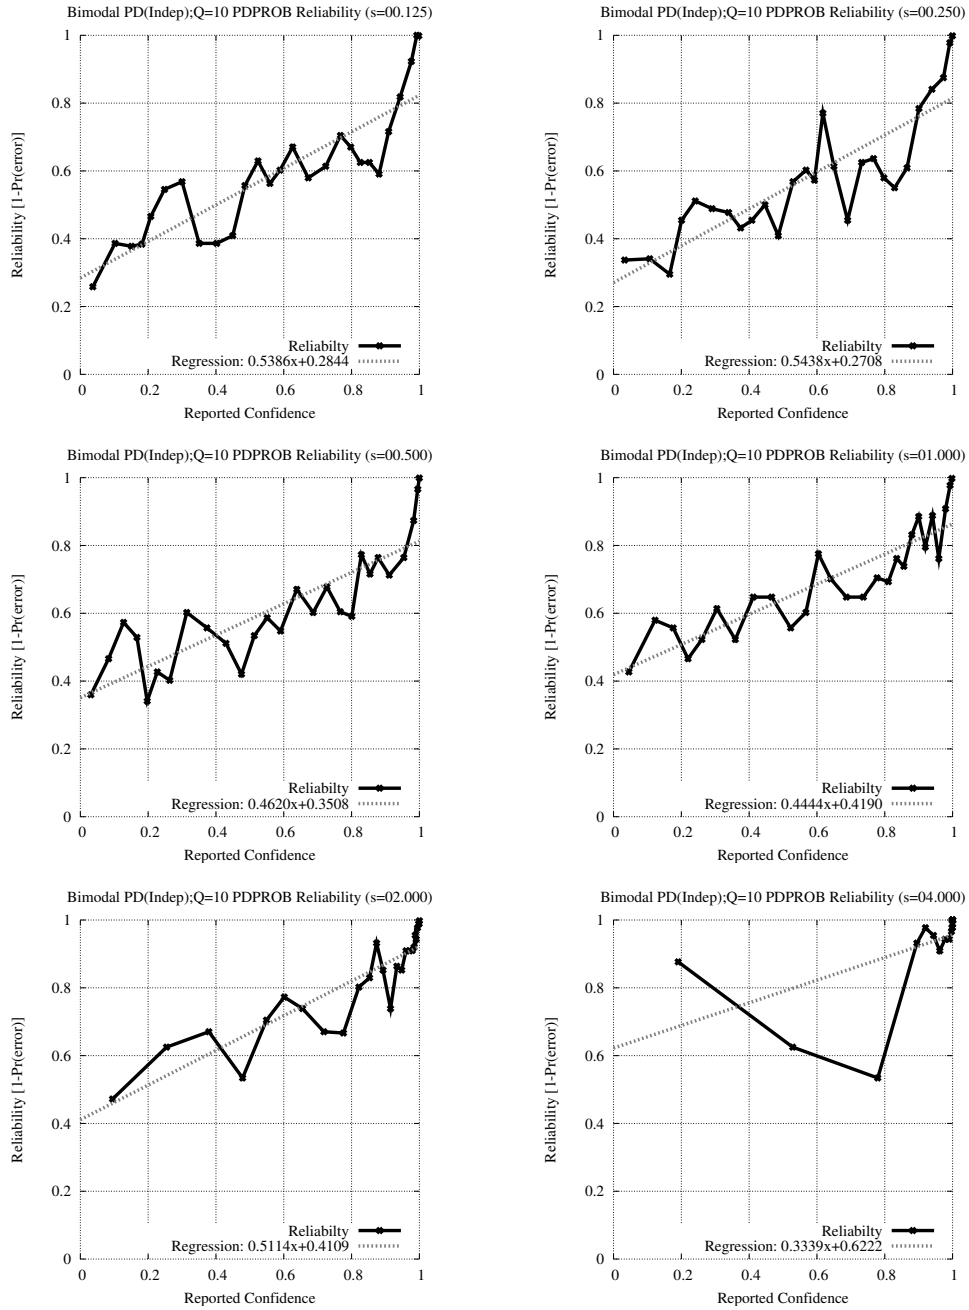 Bimodal PD(Indep);Q=10 PDPROB Reliability (s=00.125)
1
0.8
0.6
0.4
0.2
0
Reliability [1-Pr(error)]
Reliabilty
Regression: 0.5386x+0.2844
0 0.2 0.4 0.6 0.8 1
Reported Confidence
Bimodal PD(Indep);Q=10 PDPROB Reliability (s=00.250)
1
0.8
0.6
0.4
0.2
0
Reliability [1-Pr(error)]
Reliabilty
Regression: 0.5438x+0.2708
0 0.2 0.4 0.6 0.8 1
Reported Confidence
Bimodal PD(Indep);Q=10 PDPROB Reliability (s=00.500)
1
0.8
0.6
0.4
0.2
0
Reliability [1-Pr(error)]
Reliabilty
Regression: 0.4620x+0.3508
0 0.2 0.4 0.6 0.8 1
Reported Confidence
Bimodal PD(Indep);Q=10 PDPROB Reliability (s=01.000)
1
0.8
0.6
0.4
0.2
0
Reliability [1-Pr(error)]
Reliabilty
Regression: 0.4444x+0.4190
0 0.2 0.4 0.6 0.8 1
Reported Confidence
Bimodal PD(Indep);Q=10 PDPROB Reliability (s=02.000)
1
0.8
0.6
0.4
0.2
0
Reliability [1-Pr(error)]
Reliabilty
Regression: 0.5114x+0.4109
0 0.2 0.4 0.6 0.8 1
Reported Confidence
Bimodal PD(Indep);Q=10 PDPROB Reliability (s=04.000)
1
0.8
0.6
0.4
0.2
0
Reliability [1-Pr(error)]
Reliabilty
Regression: 0.3339x+0.6222
0 0.2 0.4 0.6 0.8 1
Reported Confidence